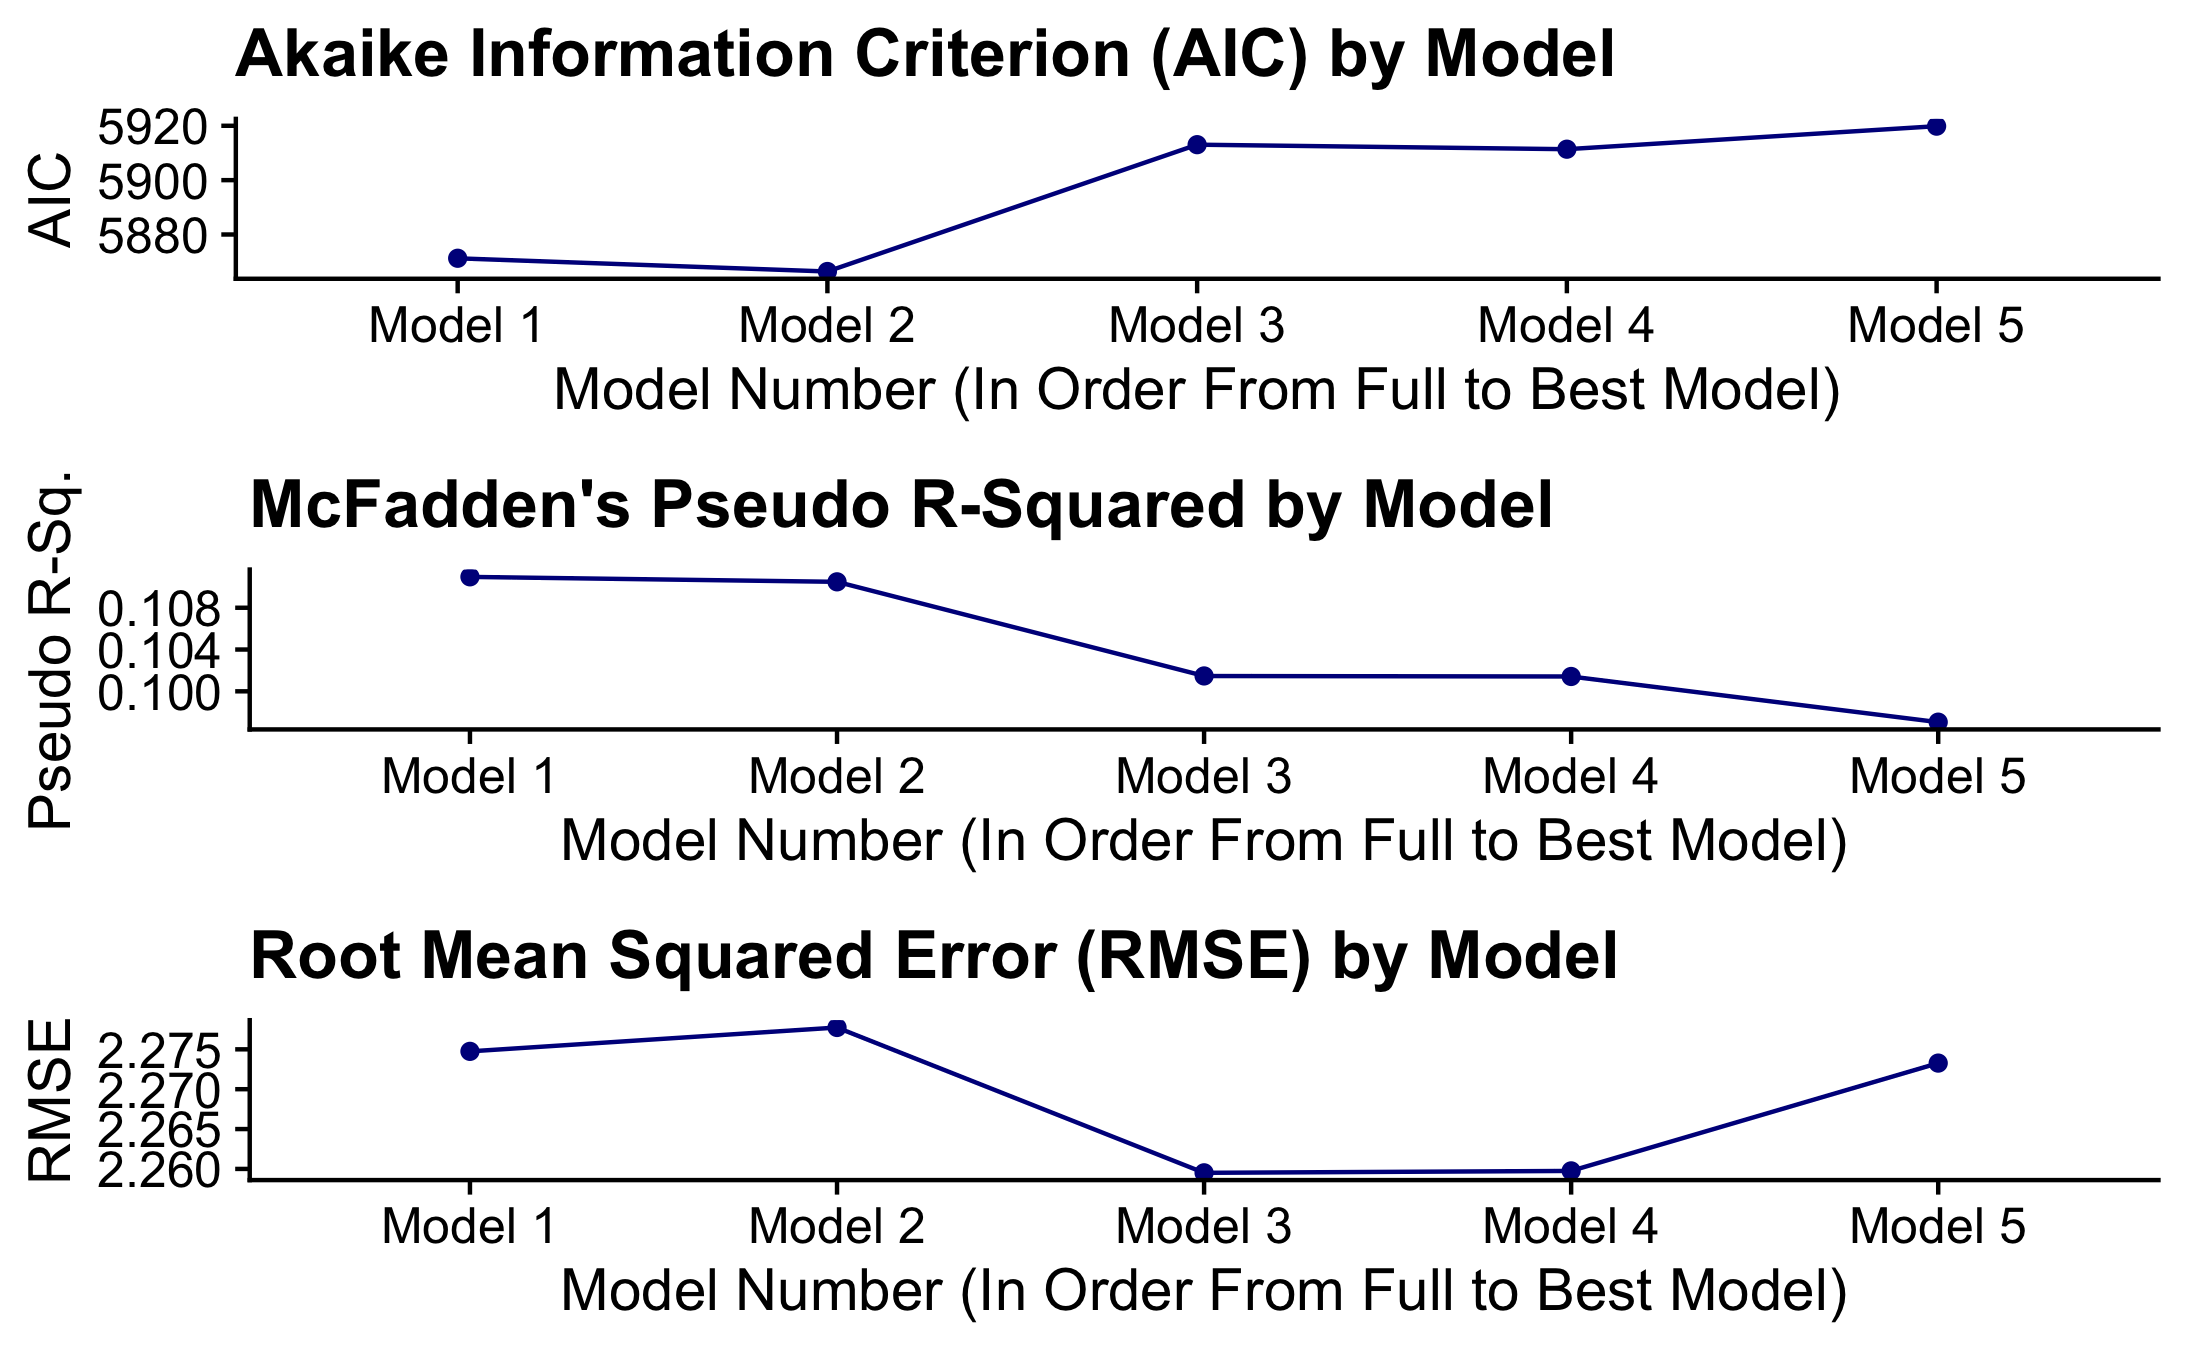 Akaike Information Criterion (AIC) by Model
AIC
5920
5900
5880
Model 1 Model 2 Model 3 Model 4 Model 5
Model Number (In Order From Full to Best Model)
McFadden's Pseudo R-Squared by Model
Pseudo R-Sq.
0.108
0.104
0.100
Model 1 Model 2 Model 3 Model 4 Model 5
Model Number (In Order From Full to Best Model)
Root Mean Squared Error (RMSE) by Model
RMSE
2.275
2.270
2.265
2.260
Model 1 Model 2 Model 3 Model 4 Model 5
Model Number (In Order From Full to Best Model)